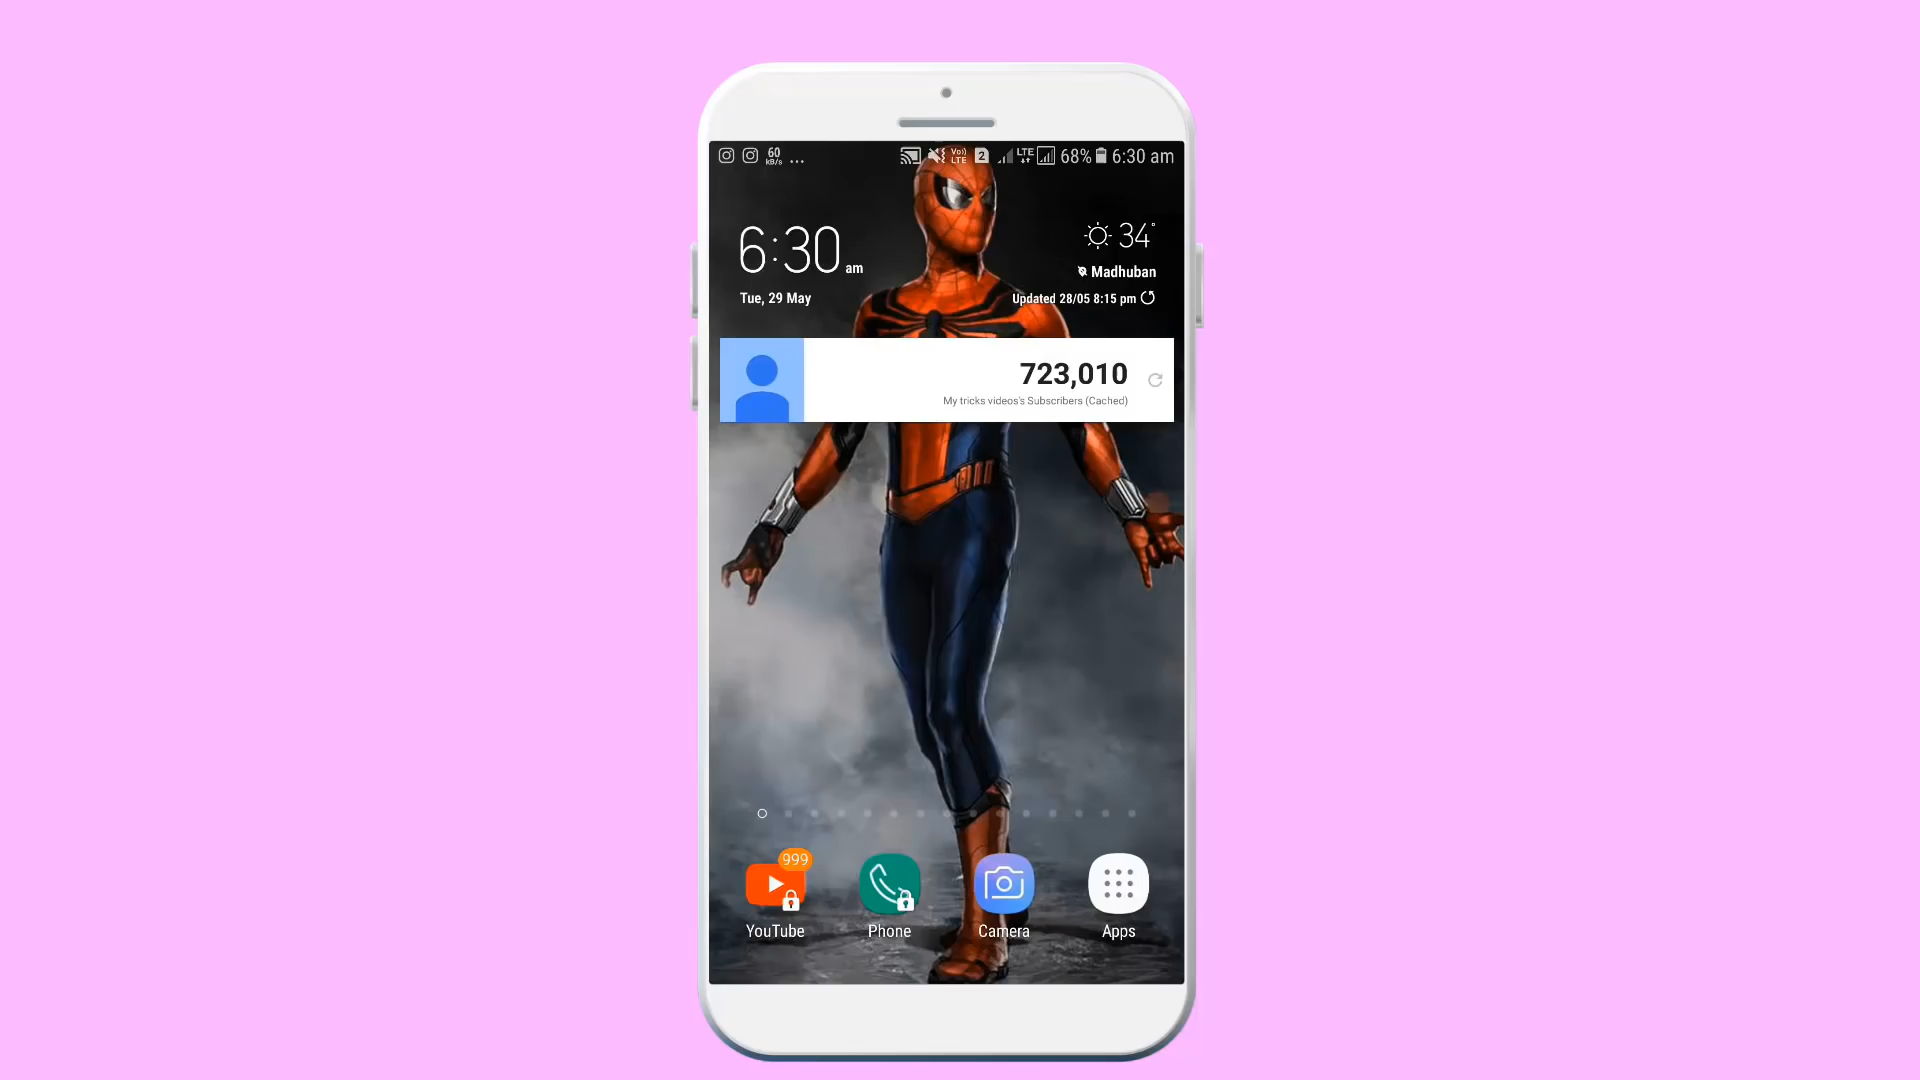 60
kB/s ...
Vo))
LTE
2
LTE
68%
6:30 am
6:30 am
Tue, 29 May
34°
Madhuban
Updated 28/05 8:15 pm
723,010
My tricks videos's Subscribers (Cached)
999
YouTube
Phone
Camera
Apps